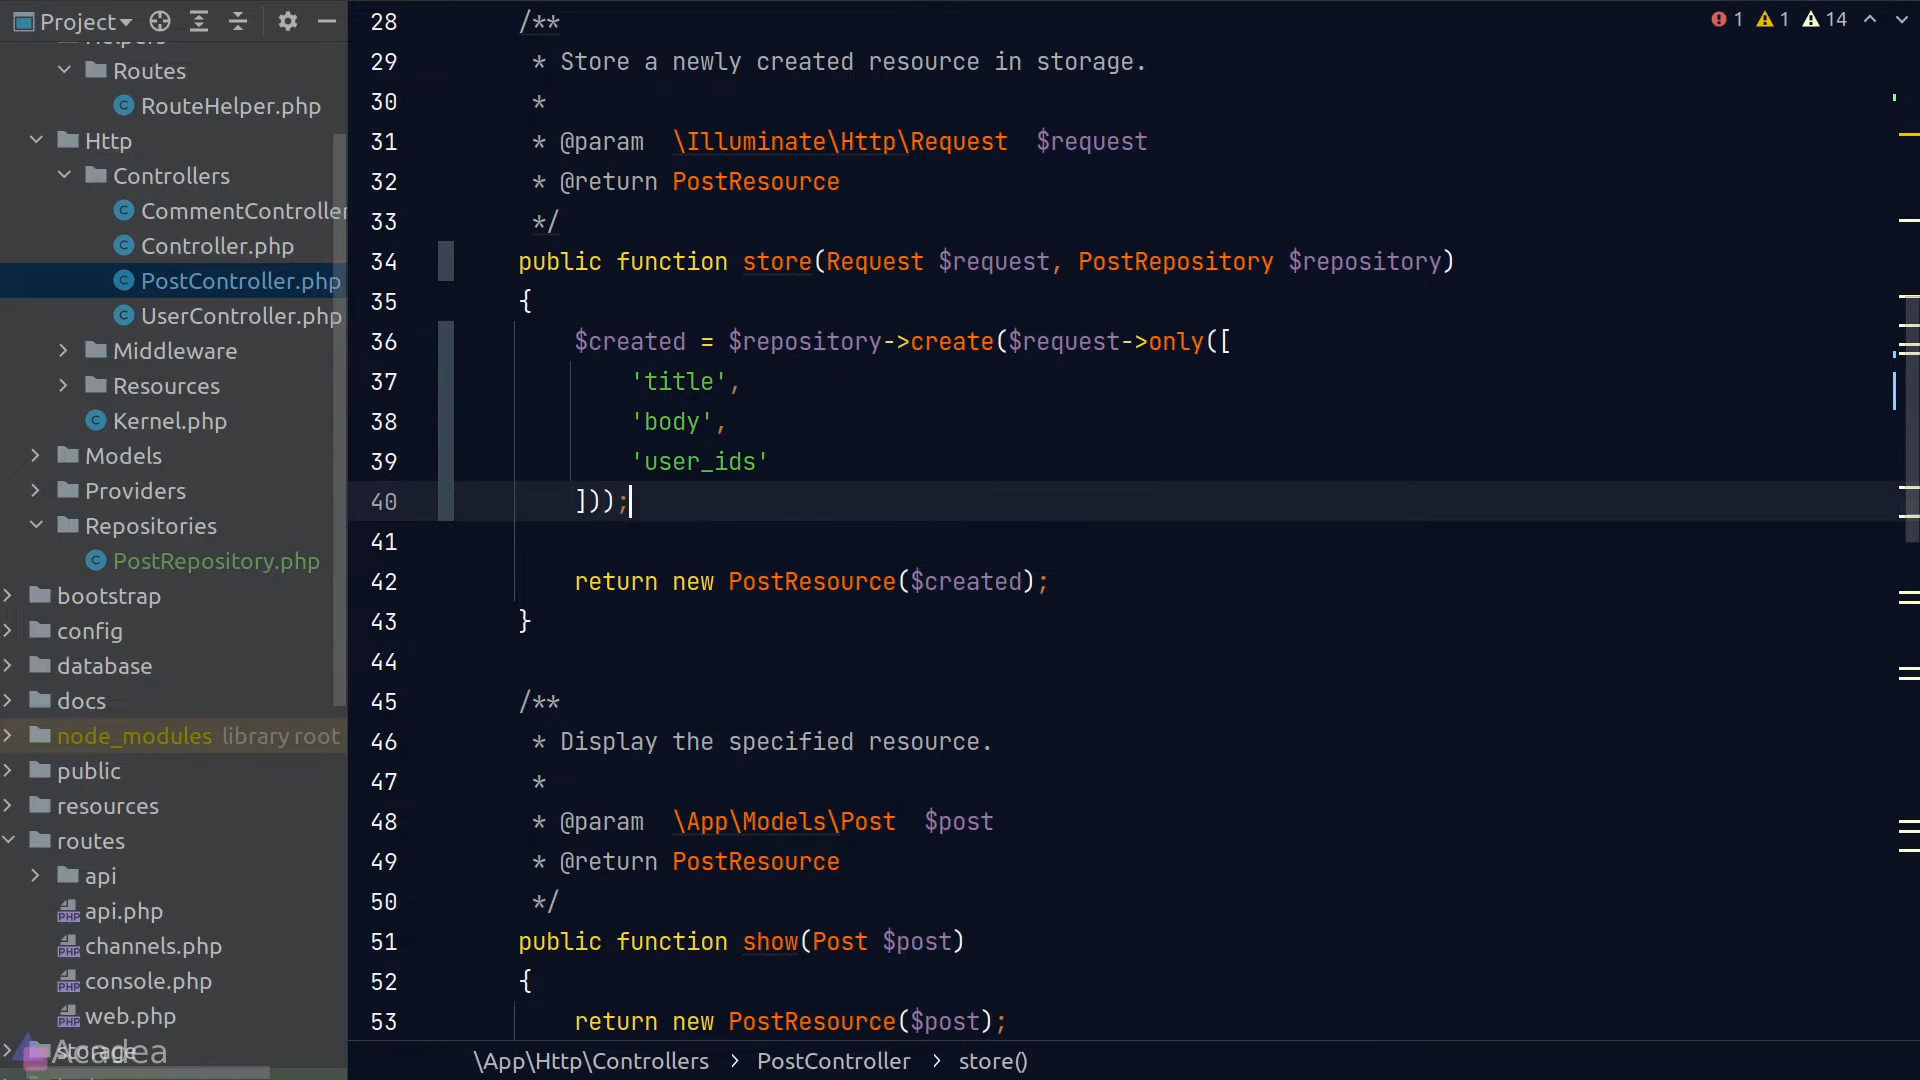 Project
Helpers
Routes
RouteHelper.php
Http
Controllers
CommentController
Controller.php
PostController.php
UserController.php
Middleware
Resources
Kernel.php
Models
Providers
Repositories
PostRepository.php
bootstrap
config
database
docs
node_modules library root
public
resources
routes
api
api.php
channels.php
console.php
web.php
storage
Acadea
1 1 14
28 /**
29 * Store a newly created resource in storage.
30 *
31 * @param  \Illuminate\Http\Request  $request
32 * @return PostResource
33 */
34 public function store(Request $request, PostRepository $repository)
35 {
36 $created = $repository->create($request->only([
37 'title',
38 'body',
39 'user_ids'
40 ]));
41
42 return new PostResource($created);
43 }
44
45 /**
46 * Display the specified resource.
47 *
48 * @param  \App\Models\Post  $post
49 * @return PostResource
50 */
51 public function show(Post $post)
52 {
53 return new PostResource($post);
\App\Http\Controllers > PostController > store()